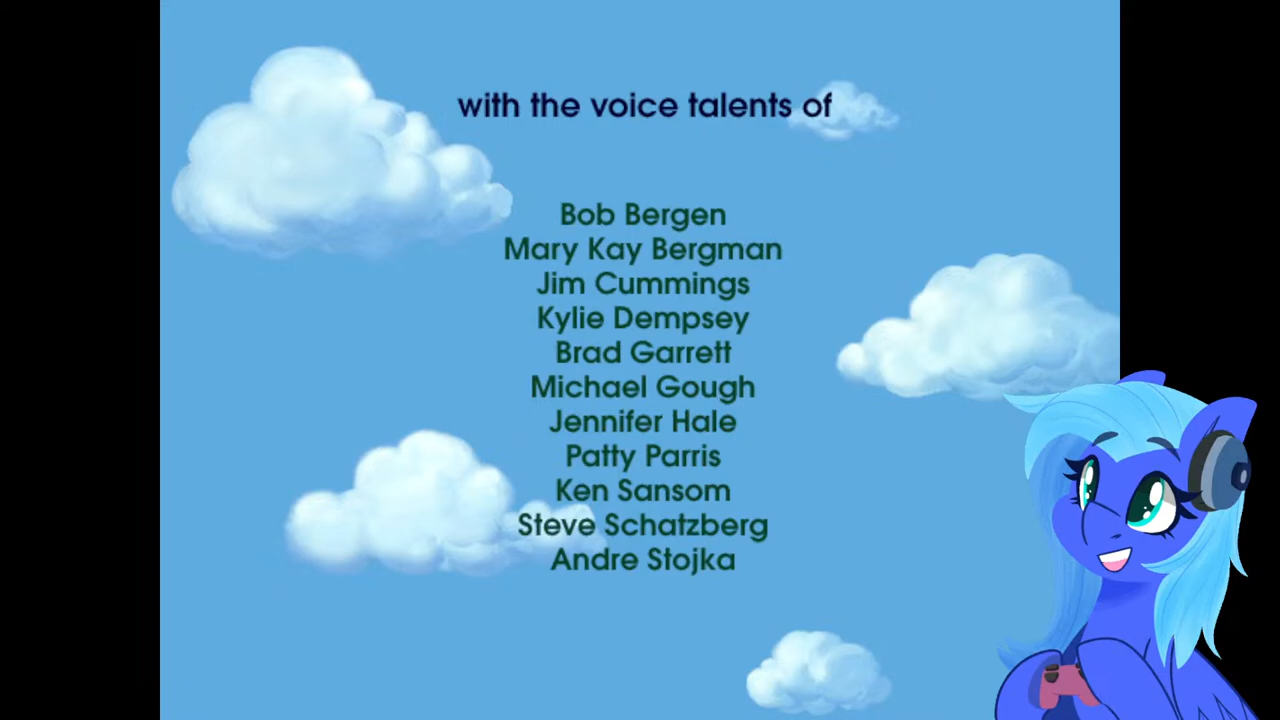 with the voice talents of
Bob Bergen
Mary Kay Bergman
Jim Cummings
Kylie Dempsey
Brad Garrett
Michael Gough
Jennifer Hale
Patty Parris
Ken Sansom
Steve Schatzberg
Andre Stojka